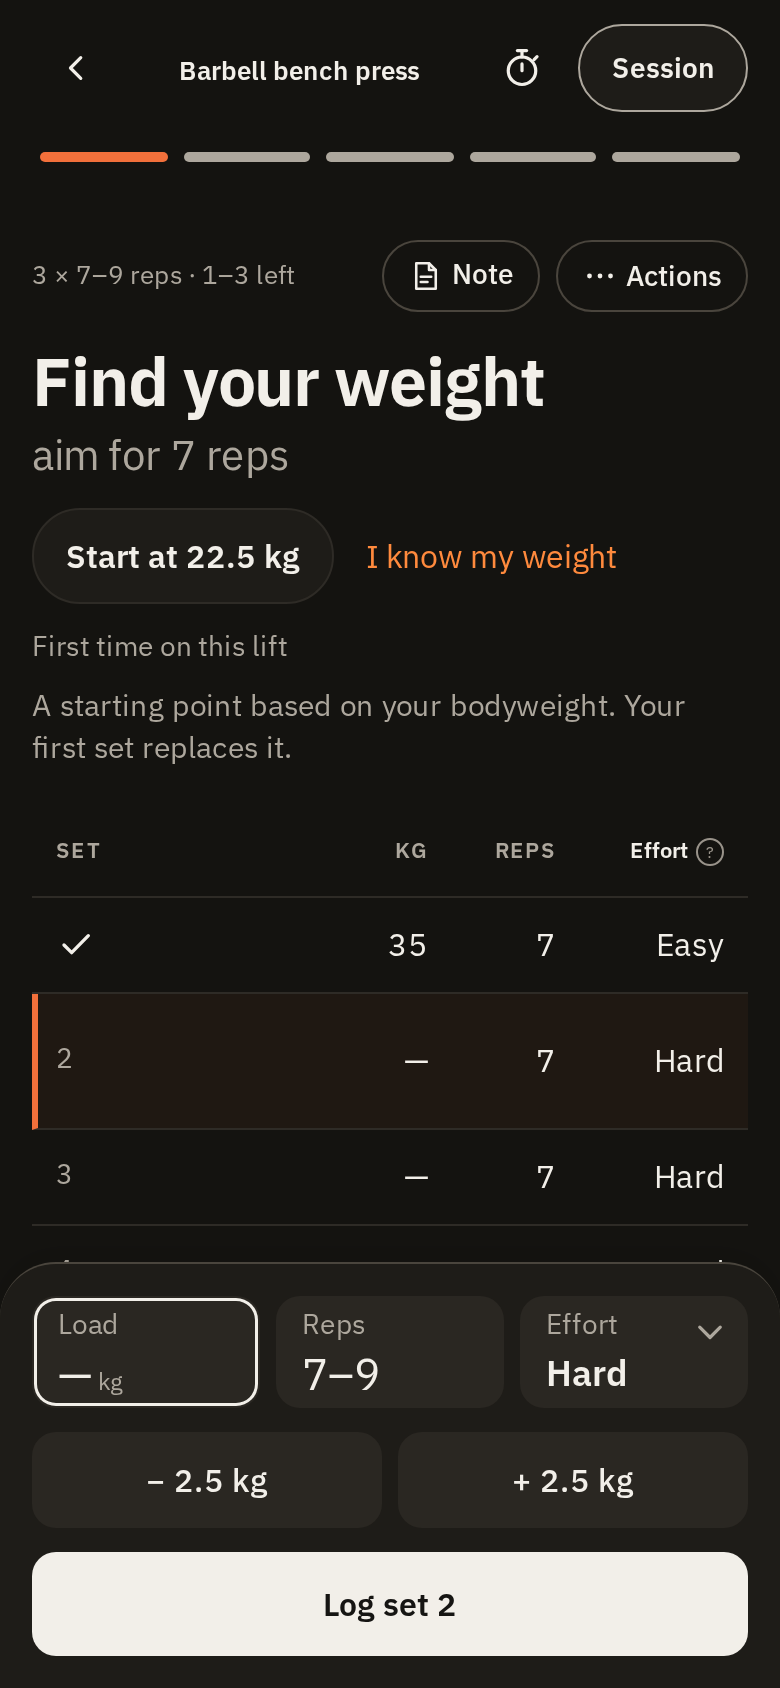 Barbell bench press
Session
3 × 7–9 reps · 1–3 left
Note
··· Actions
Find your weight
aim for 7 reps
Start at 22.5 kg
I know my weight
First time on this lift
A starting point based on your bodyweight. Your
first set replaces it.
SET KG REPS Effort ?
35 7 Easy
2 — 7 Hard
3 — 7 Hard
Load
— kg
Reps
7–9
Effort
Hard
– 2.5 kg
+ 2.5 kg
Log set 2